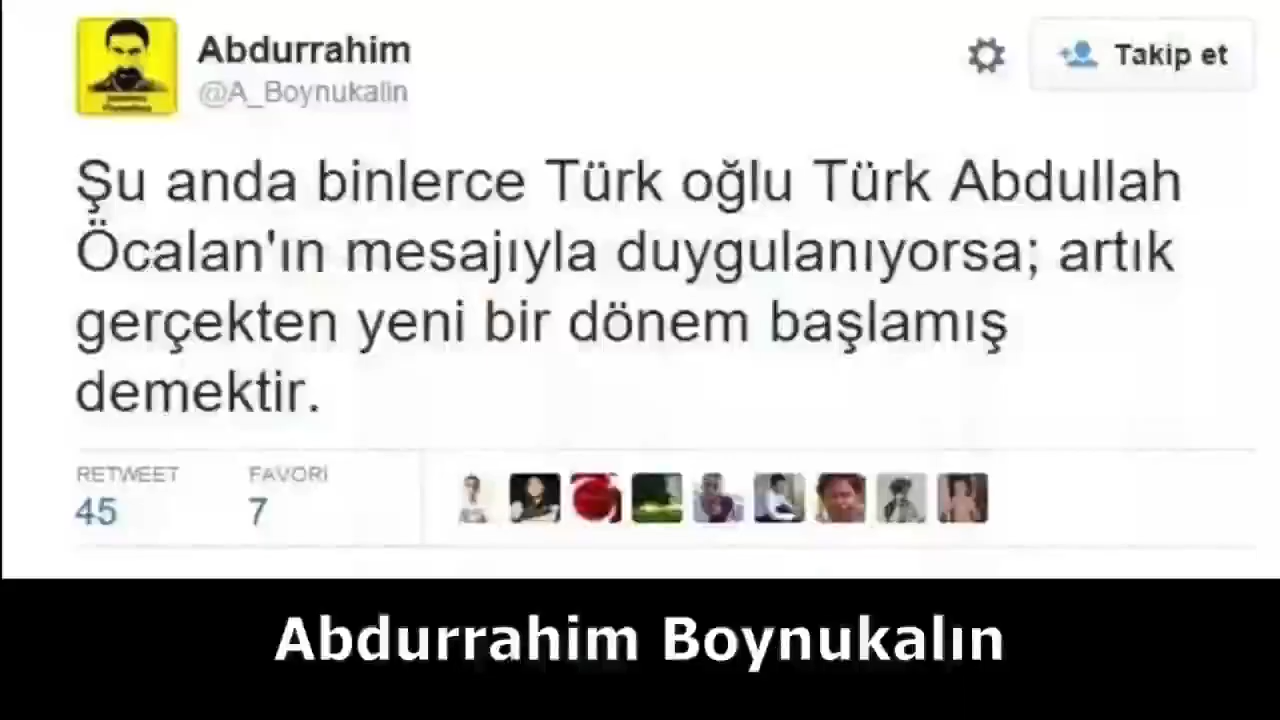 Abdurrahim
@A_Boynukalin
Takip et
Şu anda binlerce Türk oğlu Türk Abdullah
Öcalan'ın mesajıyla duygulanıyorsa; artık
gerçekten yeni bir dönem başlamış
demektir.
RETWEET FAVORİ
45 7
Abdurrahim Boynukalın